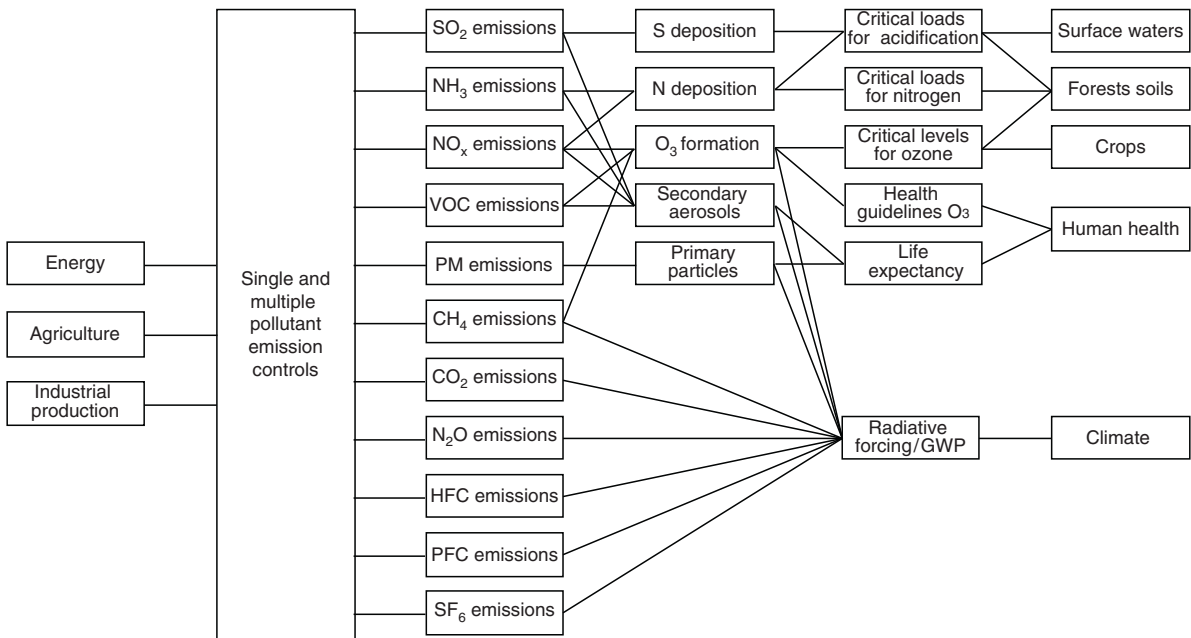 Energy
Agriculture
Industrial
production
Single and
multiple
pollutant
emission
controls
SO₂ emissions
NH₃ emissions
NOₓ emissions
VOC emissions
PM emissions
CH₄ emissions
CO₂ emissions
N₂O emissions
HFC emissions
PFC emissions
SF₆ emissions
S deposition
N deposition
O₃ formation
Secondary
aerosols
Primary
particles
Critical loads
for acidification
Critical loads
for nitrogen
Critical levels
for ozone
Health
guidelines O₃
Life
expectancy
Radiative
forcing/GWP
Surface waters
Forests soils
Crops
Human health
Climate